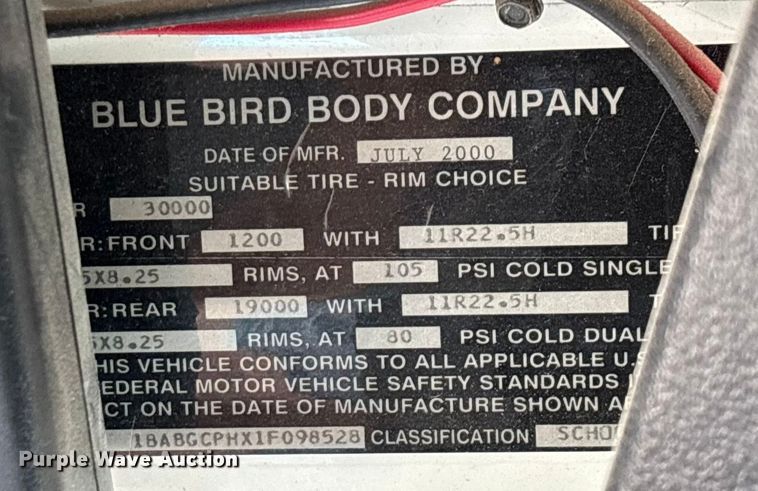 MANUFACTURED BY
BLUE BIRD BODY COMPANY
DATE OF MFR. JULY 2000
SUITABLE TIRE - RIM CHOICE
R 30000
R: FRONT 1200 WITH 11R22.5H TI
5X8.25 RIMS, AT 105 PSI COLD SINGLE
R: REAR 19000 WITH 11R22.5H
5X8.25 RIMS, AT 80 PSI COLD DUAL
HIS VEHICLE CONFORMS TO ALL APPLICABLE U.S
FEDERAL MOTOR VEHICLE SAFETY STANDARDS
CT ON THE DATE OF MANUFACTURE SHOWN A
1BABGCPHX1F098528 CLASSIFICATION SCHO
Purple Wave Auction